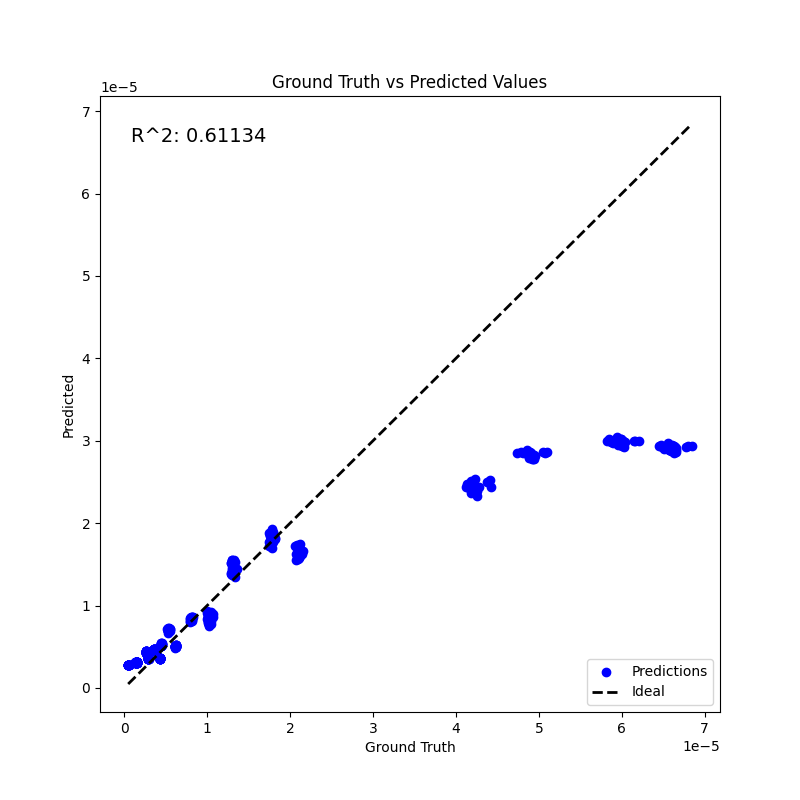 Ground Truth vs Predicted Values
1e−5
R^2: 0.61134
7
6
5
4
3
2
1
0
Predicted
Predictions
Ideal
0 1 2 3 4 5 6 7
Ground Truth
1e−5